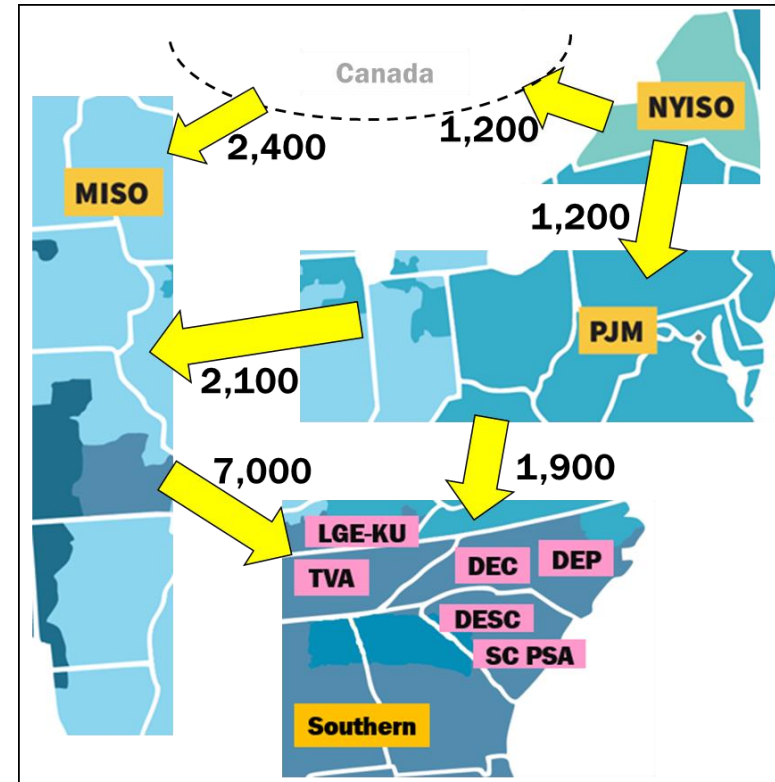 Canada
NYISO
2,400
1,200
MISO
1,200
PJM
2,100
7,000
1,900
LGE-KU
TVA
DEC
DEP
DESC
SC PSA
Southern